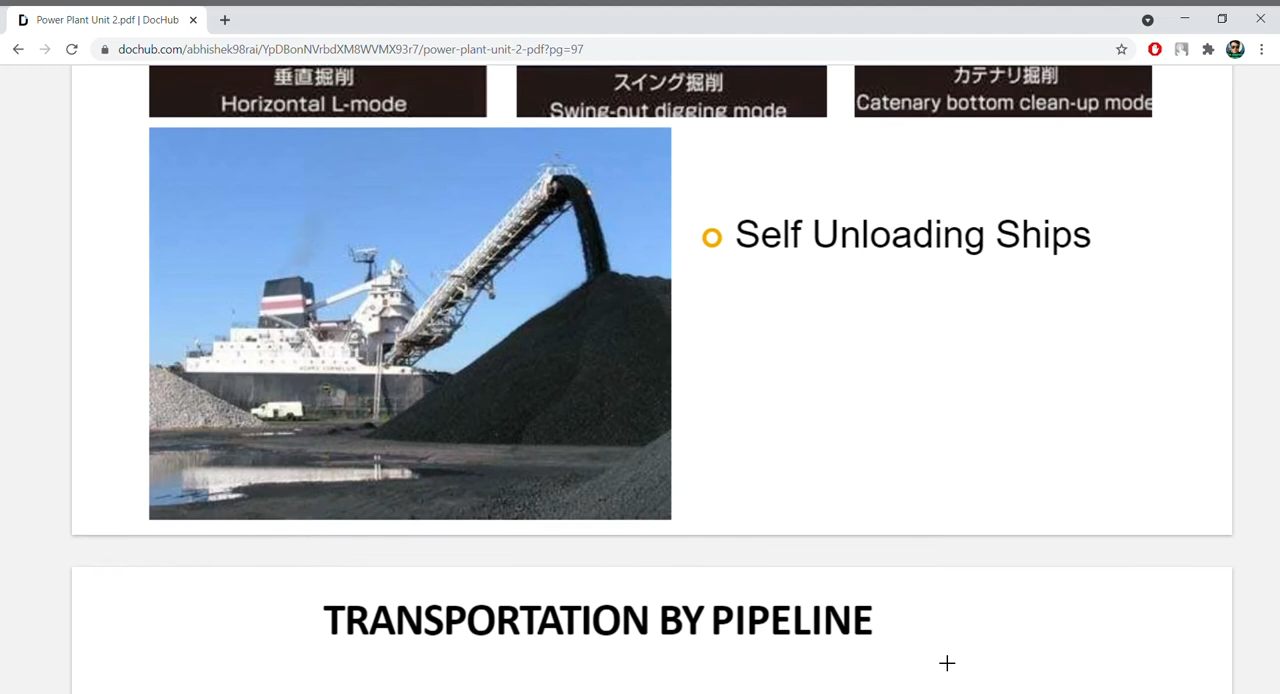 Power Plant Unit 2.pdf | DocHub
dochub.com/abhishek98rai/YpDBonNVrbdXM8WVMX93r7/power-plant-unit-2-pdf?pg=97
垂直掘削
Horizontal L-mode
スイング掘削
Swing-out digging mode
カテナリ掘削
Catenary bottom clean-up mode
Self Unloading Ships
TRANSPORTATION BY PIPELINE